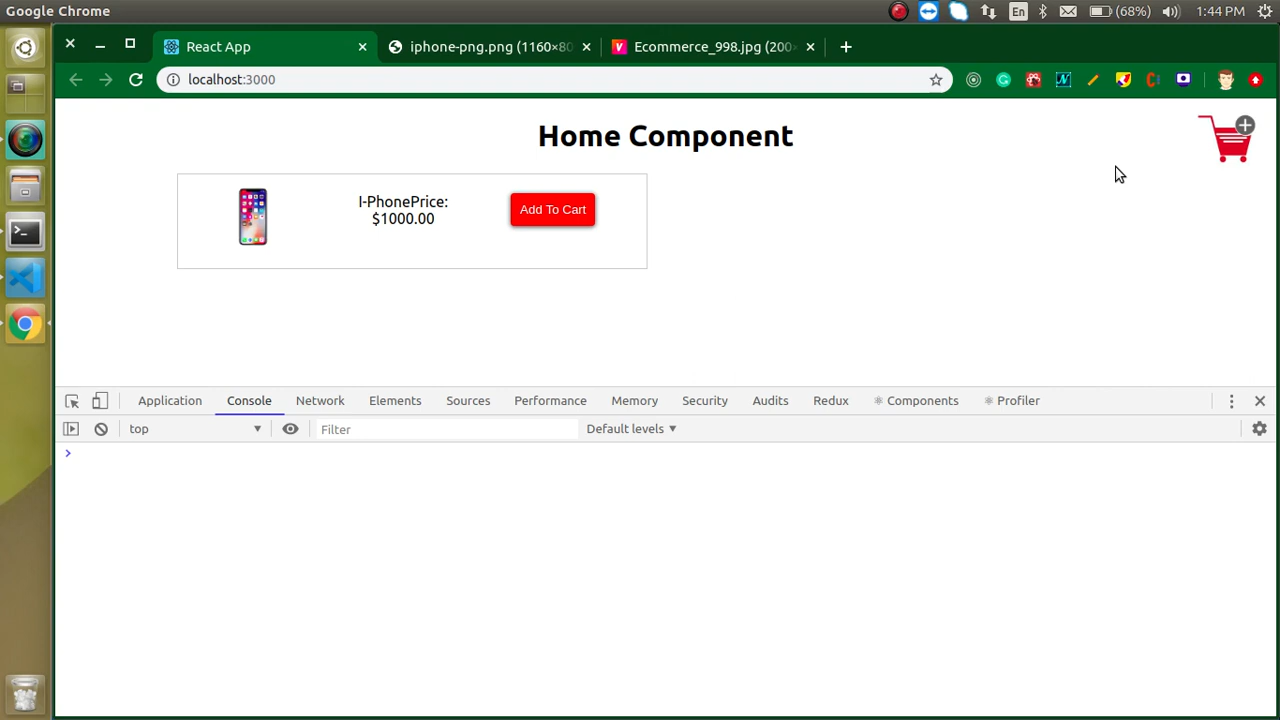 Google Chrome
En
(68%)
1:44 PM
React App
iphone-png.png (1160×80
Ecommerce_998.jpg (200×
localhost:3000
Home Component
I-PhonePrice:
$1000.00
Add To Cart
Application
Console
Network
Elements
Sources
Performance
Memory
Security
Audits
Redux
Components
Profiler
top
Filter
Default levels